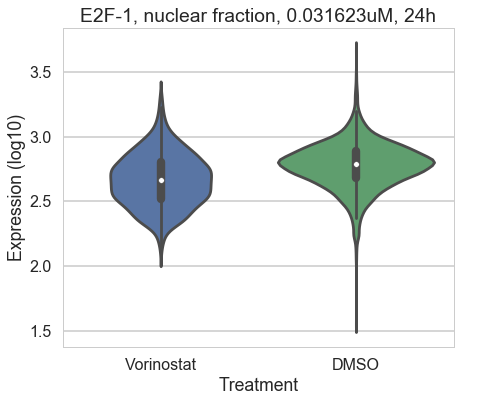 E2F-1, nuclear fraction, 0.031623uM, 24h
Expression (log10)
3.5
3.0
2.5
2.0
1.5
Vorinostat
DMSO
Treatment